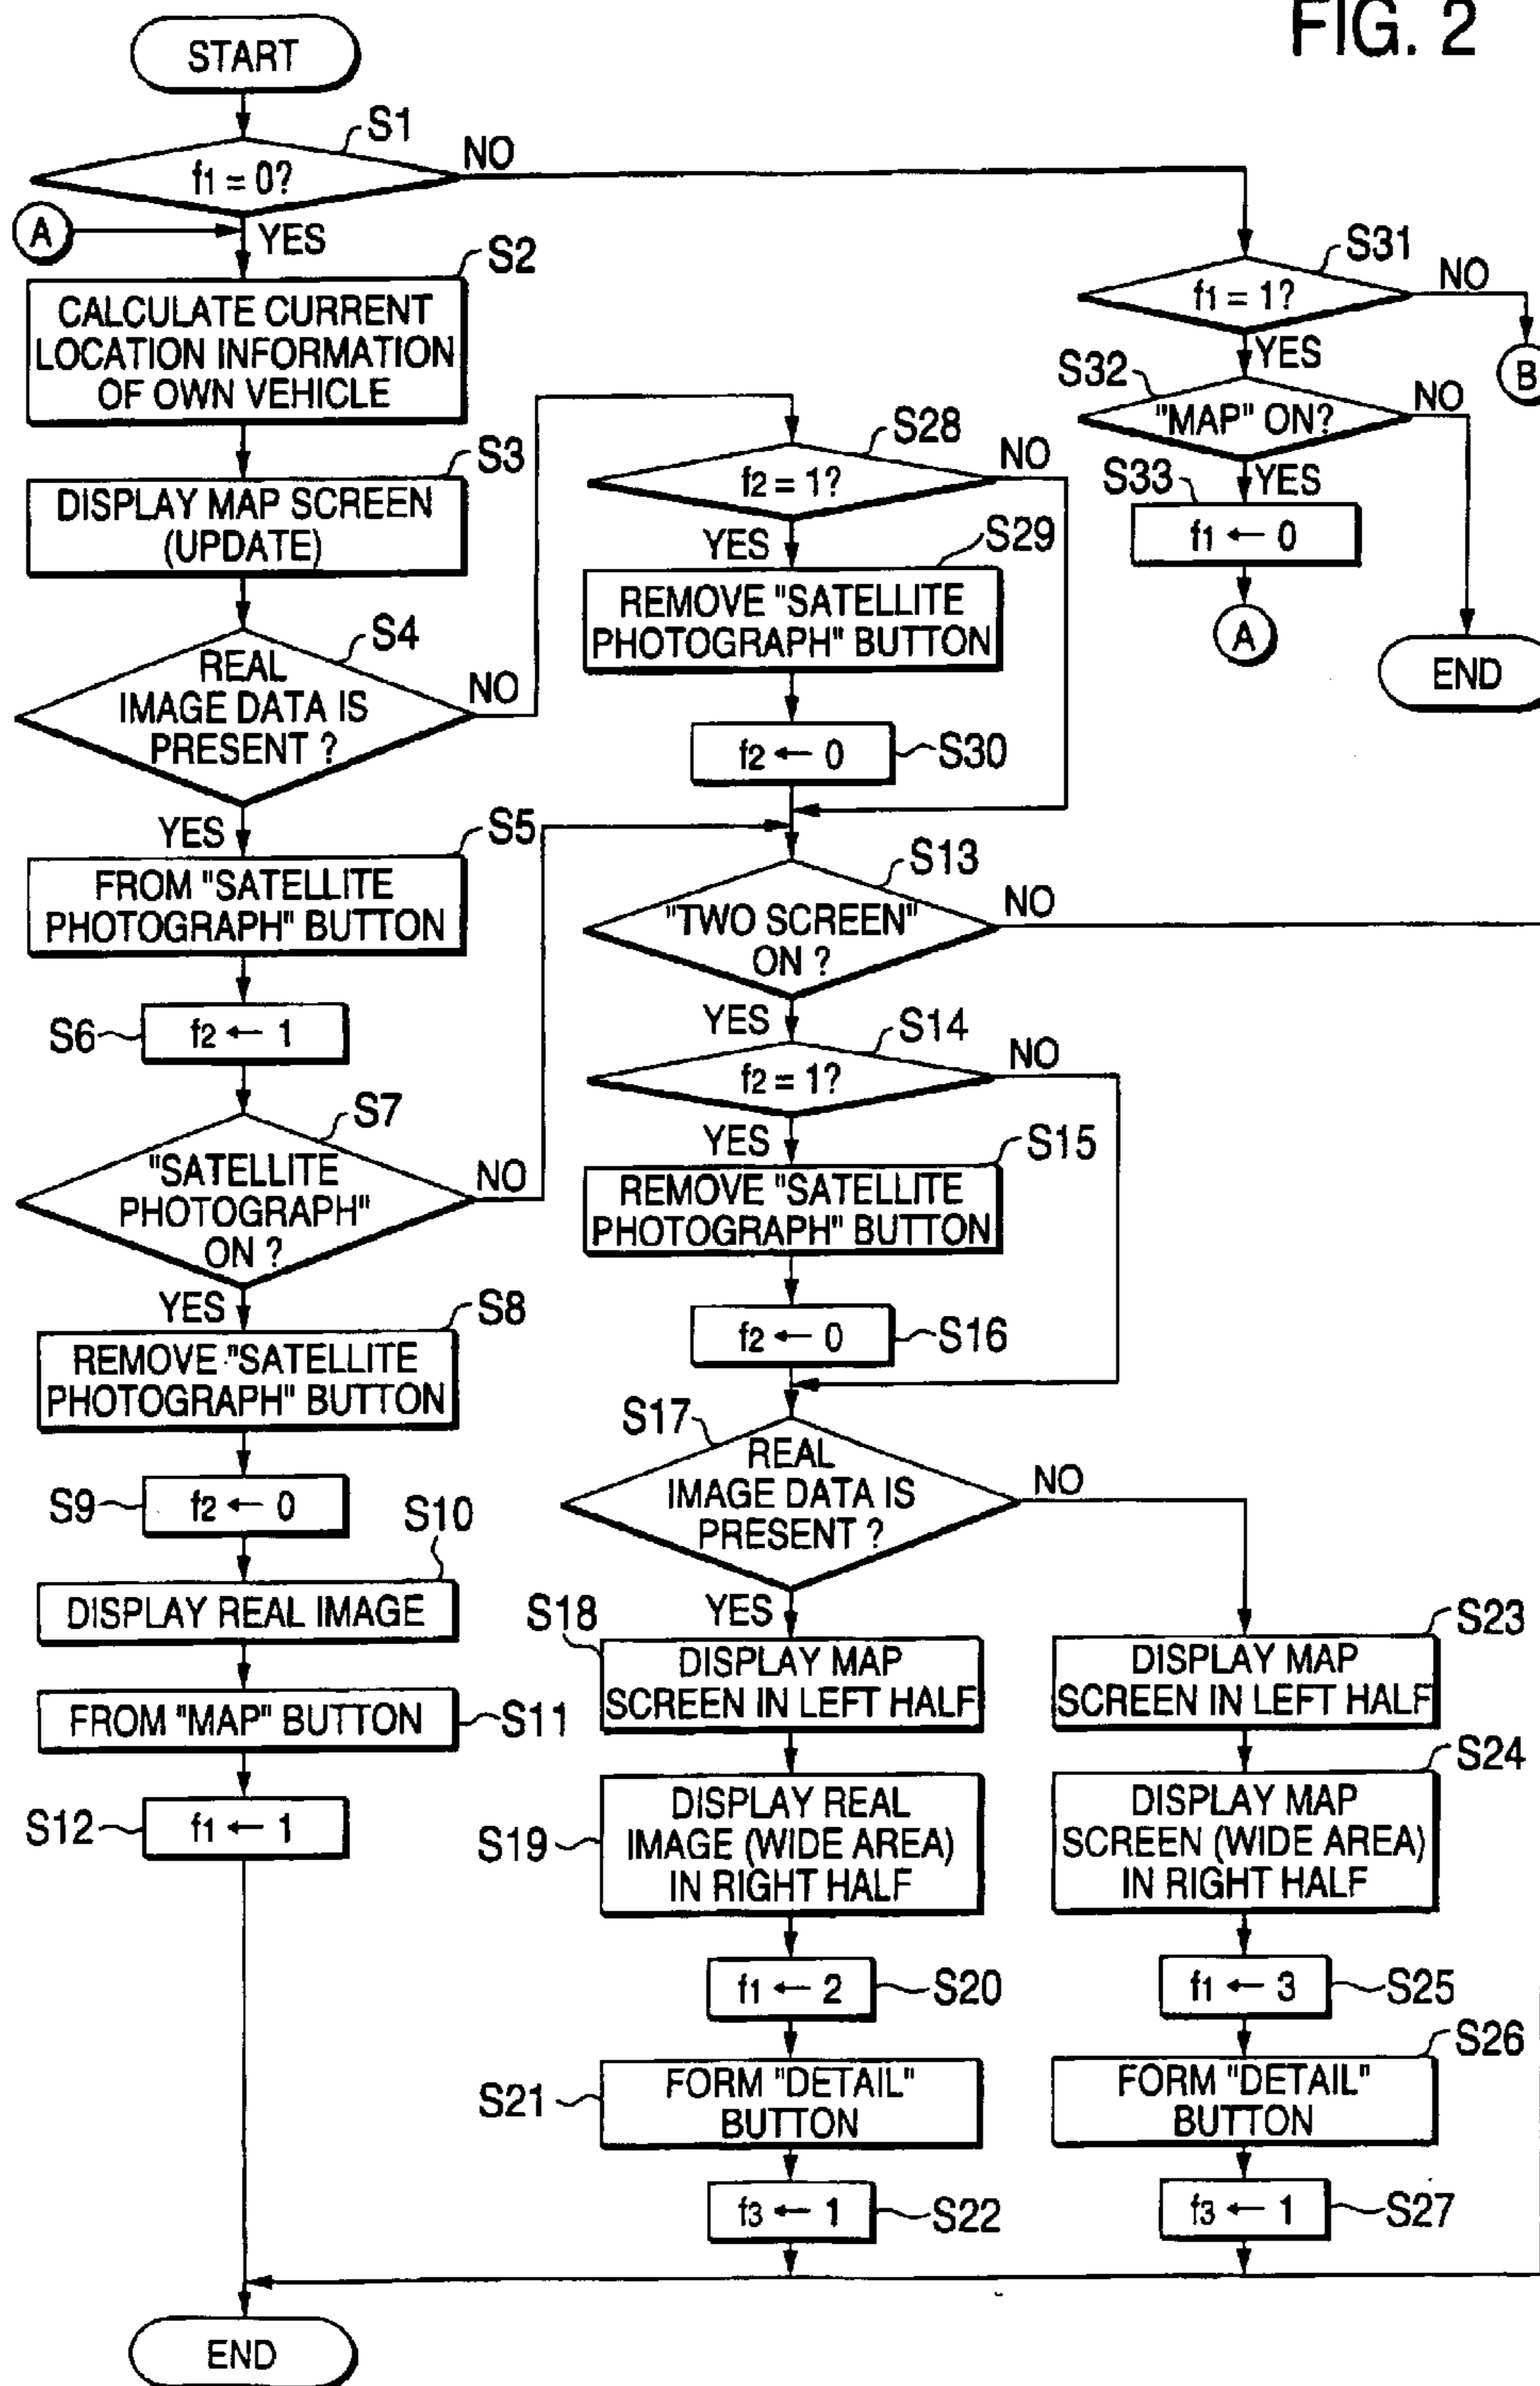 FIG. 2
START
S1
f1 = 0?
NO
A
YES
S2
CALCULATE CURRENT
LOCATION INFORMATION
OF OWN VEHICLE
S3
DISPLAY MAP SCREEN
(UPDATE)
S4
REAL
IMAGE DATA IS
PRESENT ?
NO
YES
S5
FROM "SATELLITE
PHOTOGRAPH" BUTTON
S6
f2 ← 1
S7
"SATELLITE
PHOTOGRAPH"
ON ?
NO
YES
S8
REMOVE "SATELLITE
PHOTOGRAPH" BUTTON
S9
f2 ← 0
S10
DISPLAY REAL IMAGE
FROM "MAP" BUTTON
S11
S12
f1 ← 1
END
S28
f2 = 1?
NO
YES
S29
REMOVE "SATELLITE
PHOTOGRAPH" BUTTON
f2 ← 0
S30
S13
"TWO SCREEN"
ON ?
NO
YES
S14
f2 = 1?
NO
YES
S15
REMOVE "SATELLITE
PHOTOGRAPH" BUTTON
f2 ← 0
S16
S17
REAL
IMAGE DATA IS
PRESENT ?
NO
YES
S18
DISPLAY MAP
SCREEN IN LEFT HALF
S19
DISPLAY REAL
IMAGE (WIDE AREA)
IN RIGHT HALF
f1 ← 2
S20
S21
FORM "DETAIL"
BUTTON
f3 ← 1
S22
S23
DISPLAY MAP
SCREEN IN LEFT HALF
S24
DISPLAY MAP
SCREEN (WIDE AREA)
IN RIGHT HALF
f1 ← 3
S25
S26
FORM "DETAIL"
BUTTON
f3 ← 1
S27
S31
f1 = 1?
NO
B
YES
S32
"MAP" ON?
NO
YES
S33
f1 ← 0
A
END